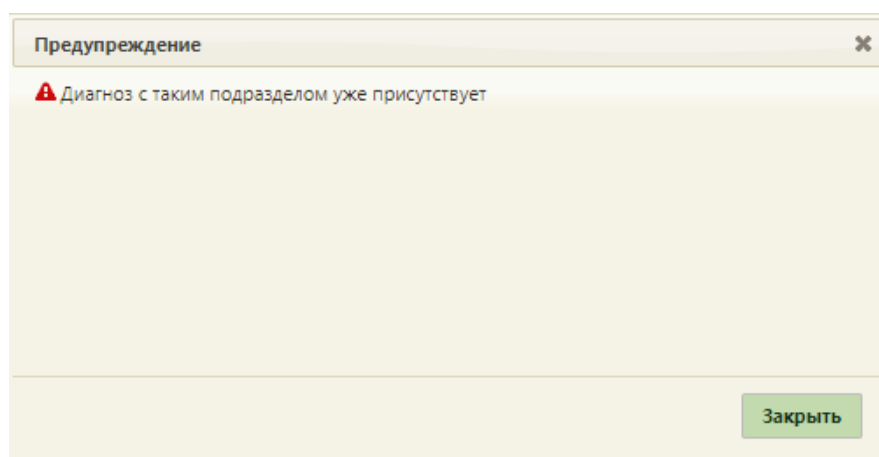 Предупреждение
Диагноз с таким подразделом уже присутствует
Закрыть